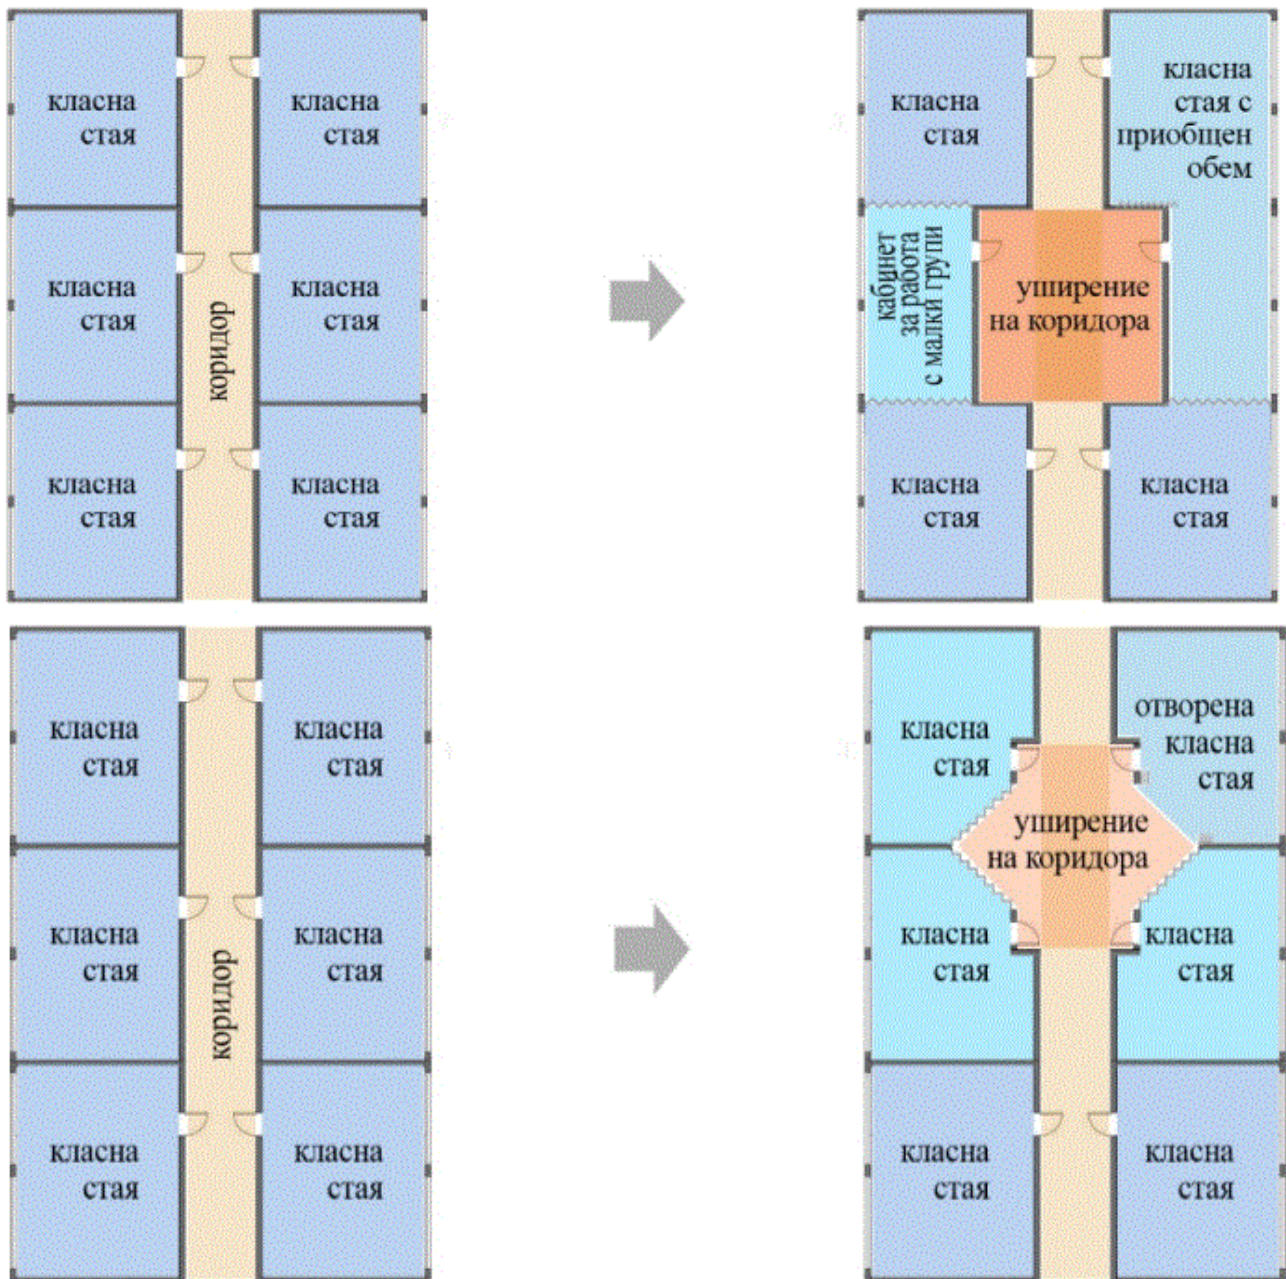 класна
стая
класна
стая
класна
стая
класна
стая
коридор
класна
стая
класна
стая
класна
стая
класна
стая с
приобщен
обем
кабинет
за работа
с малки групи
уширение
на коридора
класна
стая
класна
стая
класна
стая
класна
стая
класна
стая
класна
стая
коридор
класна
стая
класна
стая
класна
стая
отворена
класна
стая
уширение
на коридора
класна
стая
класна
стая
класна
стая
класна
стая